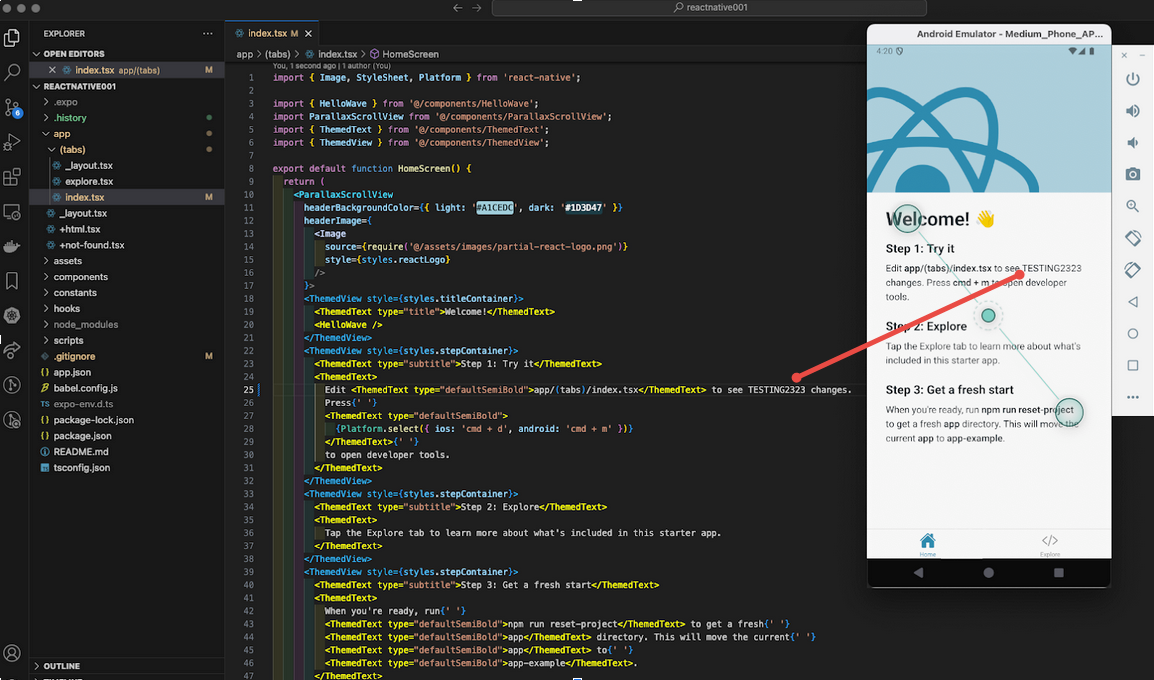 reactnative001
EXPLORER
OPEN EDITORS
index.tsx app/(tabs) M
REACTNATIVE001
.expo
.history
app
(tabs)
_layout.tsx
explore.tsx
index.tsx M
_layout.tsx
+html.tsx
+not-found.tsx
assets
components
constants
hooks
node_modules
scripts
.gitignore M
app.json
babel.config.js
expo-env.d.ts
package-lock.json
package.json
README.md
tsconfig.json
OUTLINE
6
index.tsx M
app > (tabs) > index.tsx > HomeScreen
You, 1 second ago | 1 author (You)
1 import { Image, StyleSheet, Platform } from 'react-native';
2
3 import { HelloWave } from '@/components/HelloWave';
4 import ParallaxScrollView from '@/components/ParallaxScrollView';
5 import { ThemedText } from '@/components/ThemedText';
6 import { ThemedView } from '@/components/ThemedView';
7
8 export default function HomeScreen() {
9 return (
10 <ParallaxScrollView
11 headerBackgroundColor={{ light: '#A1CEDC', dark: '#1D3D47' }}
12 headerImage={
13 <Image
14 source={require('@/assets/images/partial-react-logo.png')}
15 style={styles.reactLogo}
16 />
17 }>
18 <ThemedView style={styles.titleContainer}>
19 <ThemedText type="title">Welcome!</ThemedText>
20 <HelloWave />
21 </ThemedView>
22 <ThemedView style={styles.stepContainer}>
23 <ThemedText type="subtitle">Step 1: Try it</ThemedText>
24 <ThemedText>
25 Edit <ThemedText type="defaultSemiBold">app/(tabs)/index.tsx</ThemedText> to see TESTING2323 changes.
26 Press{' '}
27 <ThemedText type="defaultSemiBold">
28 {Platform.select({ ios: 'cmd + d', android: 'cmd + m' })}
29 </ThemedText>{' '}
30 to open developer tools.
31 </ThemedText>
32 </ThemedView>
33 <ThemedView style={styles.stepContainer}>
34 <ThemedText type="subtitle">Step 2: Explore</ThemedText>
35 <ThemedText>
36 Tap the Explore tab to learn more about what's included in this starter app.
37 </ThemedText>
38 </ThemedView>
39 <ThemedView style={styles.stepContainer}>
40 <ThemedText type="subtitle">Step 3: Get a fresh start</ThemedText>
41 <ThemedText>
42 When you're ready, run{' '}
43 <ThemedText type="defaultSemiBold">npm run reset-project</ThemedText> to get a fresh{' '}
44 <ThemedText type="defaultSemiBold">app</ThemedText> directory. This will move the current{' '}
45 <ThemedText type="defaultSemiBold">app</ThemedText> to{' '}
46 <ThemedText type="defaultSemiBold">app-example</ThemedText>.
47 </ThemedText>
Android Emulator - Medium_Phone_AP...
4:20
Welcome! 👋
Step 1: Try it
Edit app/(tabs)/index.tsx to see TESTING2323
changes. Press cmd + m to open developer
tools.
Step 2: Explore
Tap the Explore tab to learn more about what's
included in this starter app.
Step 3: Get a fresh start
When you're ready, run npm run reset-project
to get a fresh app directory. This will move the
current app to app-example.
Home
Explore